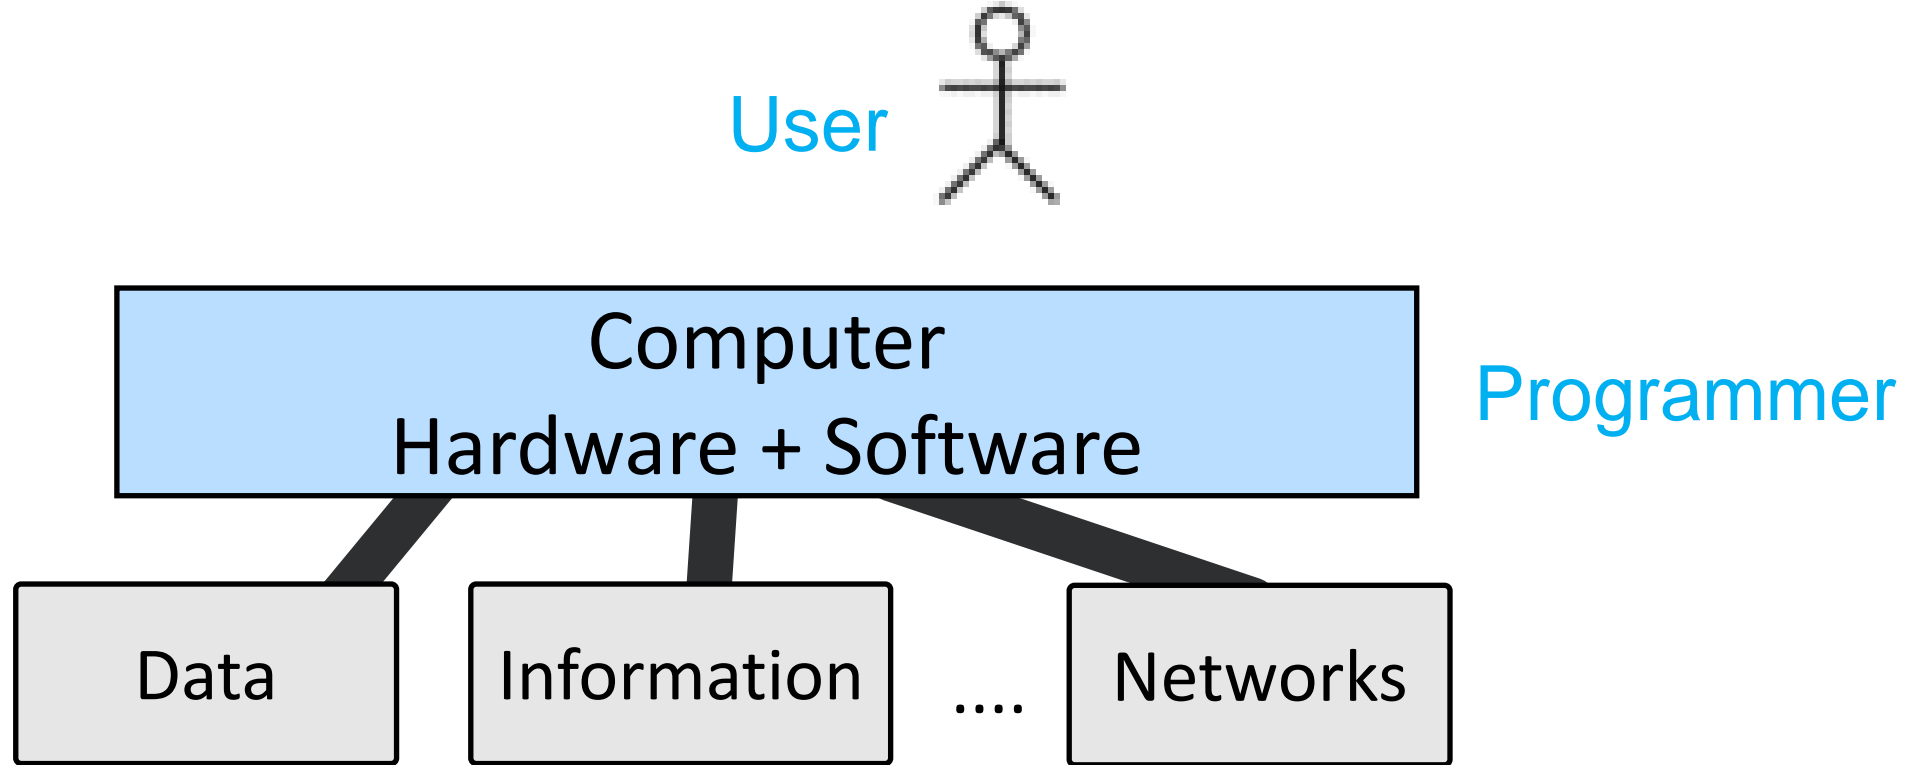 User
Computer
Hardware + Software
Programmer
Data
Information
....
Networks